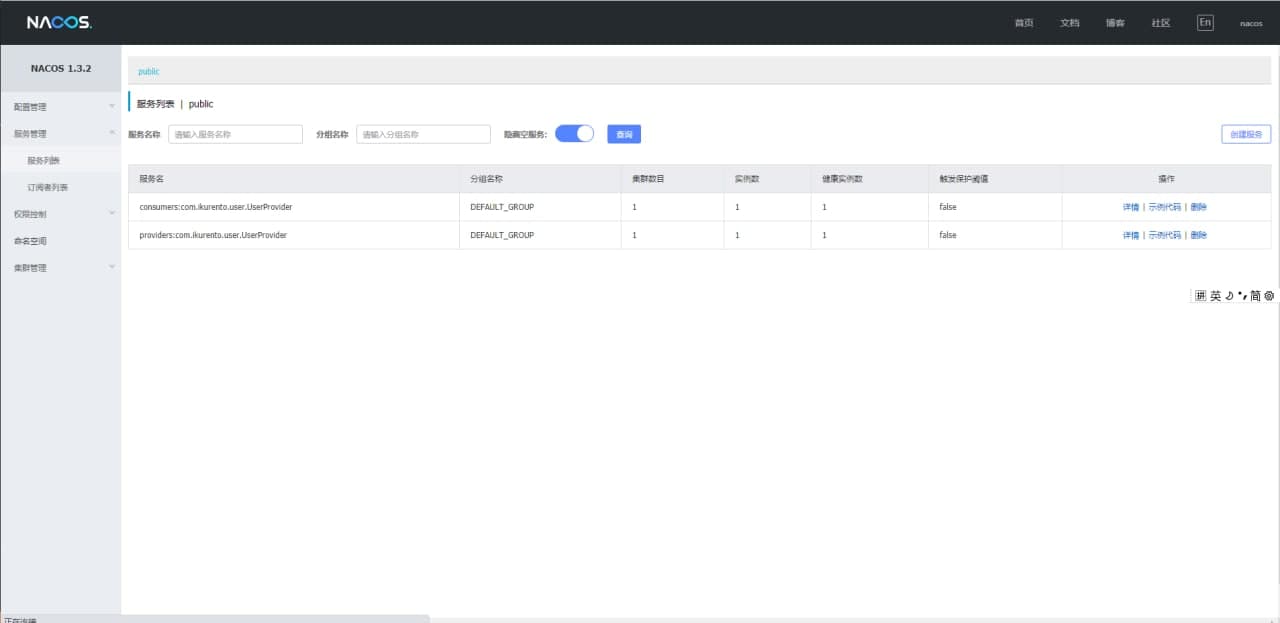 NACOS.
首页 文档 博客 社区 En nacos
NACOS 1.3.2
public
配置管理
服务列表 | public
服务管理
服务名称 请输入服务名称 分组名称 请输入分组名称 隐藏空服务: 查询 创建服务
服务列表
订阅者列表
权限控制
命名空间
集群管理
服务名 分组名称 集群数目 实例数 健康实例数 触发保护阈值 操作
consumers:com.ikurento.user.UserProvider DEFAULT_GROUP 1 1 1 false 详情 | 示例代码 | 删除
providers:com.ikurento.user.UserProvider DEFAULT_GROUP 1 1 1 false 详情 | 示例代码 | 删除
拼 英 简